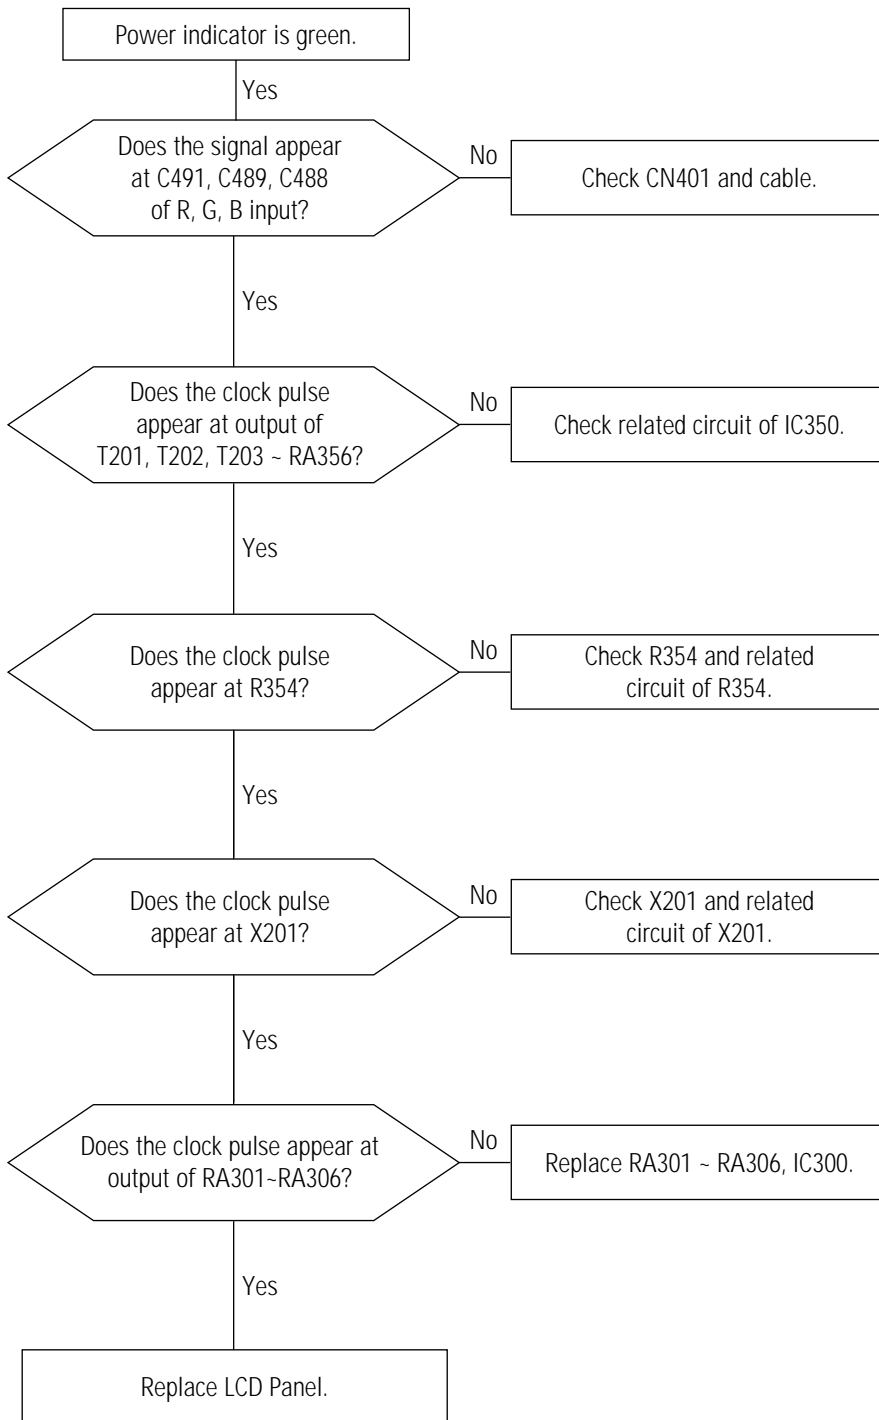 Power indicator is green.
Yes
Does the signal appear
at C491, C489, C488
of R, G, B input?
No
Check CN401 and cable.
Yes
Does the clock pulse
appear at output of
T201, T202, T203 ~ RA356?
No
Check related circuit of IC350.
Yes
Does the clock pulse
appear at R354?
No
Check R354 and related
circuit of R354.
Yes
Does the clock pulse
appear at X201?
No
Check X201 and related
circuit of X201.
Yes
Does the clock pulse appear at
output of RA301~RA306?
No
Replace RA301 ~ RA306, IC300.
Yes
Replace LCD Panel.